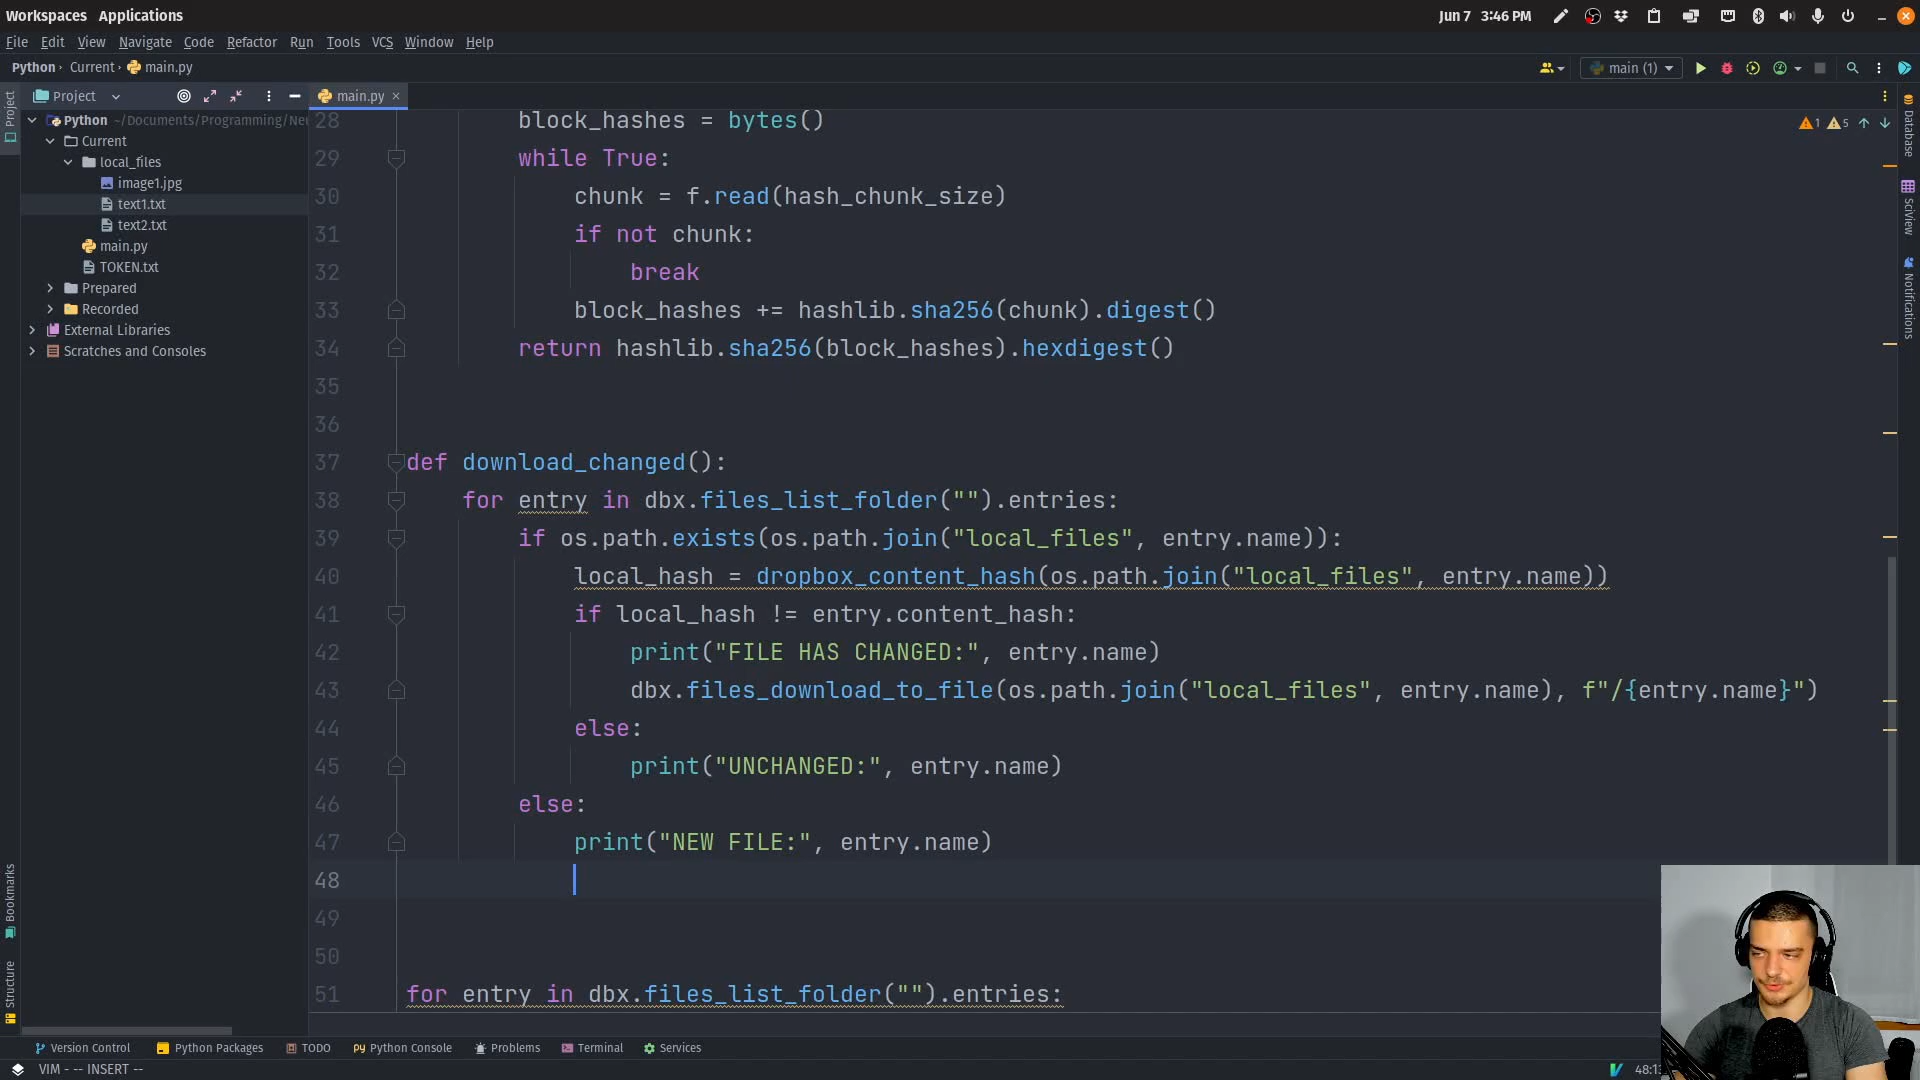 Workspaces Applications
Jun 7 3:46 PM
File Edit View Navigate Code Refactor Run Tools VCS Window Help
Python › Current › main.py
main (1)
Project
main.py
Project
Python ~/Documents/Programming/Ne
Current
local_files
image1.jpg
text1.txt
text2.txt
main.py
TOKEN.txt
Prepared
Recorded
External Libraries
Scratches and Consoles
Bookmarks
Structure
1 5
28 block_hashes = bytes()
29 while True:
30 chunk = f.read(hash_chunk_size)
31 if not chunk:
32 break
33 block_hashes += hashlib.sha256(chunk).digest()
34 return hashlib.sha256(block_hashes).hexdigest()
35
36
37 def download_changed():
38 for entry in dbx.files_list_folder("").entries:
39 if os.path.exists(os.path.join("local_files", entry.name)):
40 local_hash = dropbox_content_hash(os.path.join("local_files", entry.name))
41 if local_hash != entry.content_hash:
42 print("FILE HAS CHANGED:", entry.name)
43 dbx.files_download_to_file(os.path.join("local_files", entry.name), f"/{entry.name}")
44 else:
45 print("UNCHANGED:", entry.name)
46 else:
47 print("NEW FILE:", entry.name)
48
49
50
51 for entry in dbx.files_list_folder("").entries:
Database
SciView
Notifications
Version Control Python Packages TODO Python Console Problems Terminal Services
VIM - -- INSERT --